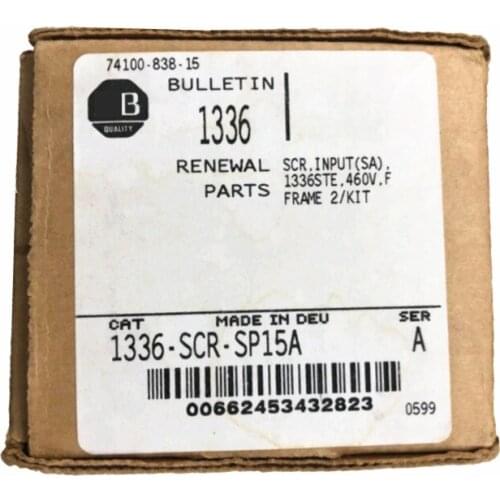 74100-838-15
B
QUALITY
BULLETIN
1336
RENEWAL
PARTS
SCR,INPUT(SA),
1336STE,460V,F
FRAME 2/KIT
CAT MADE IN DEU SER
1336-SCR-SP15A A
00662453432823 0599